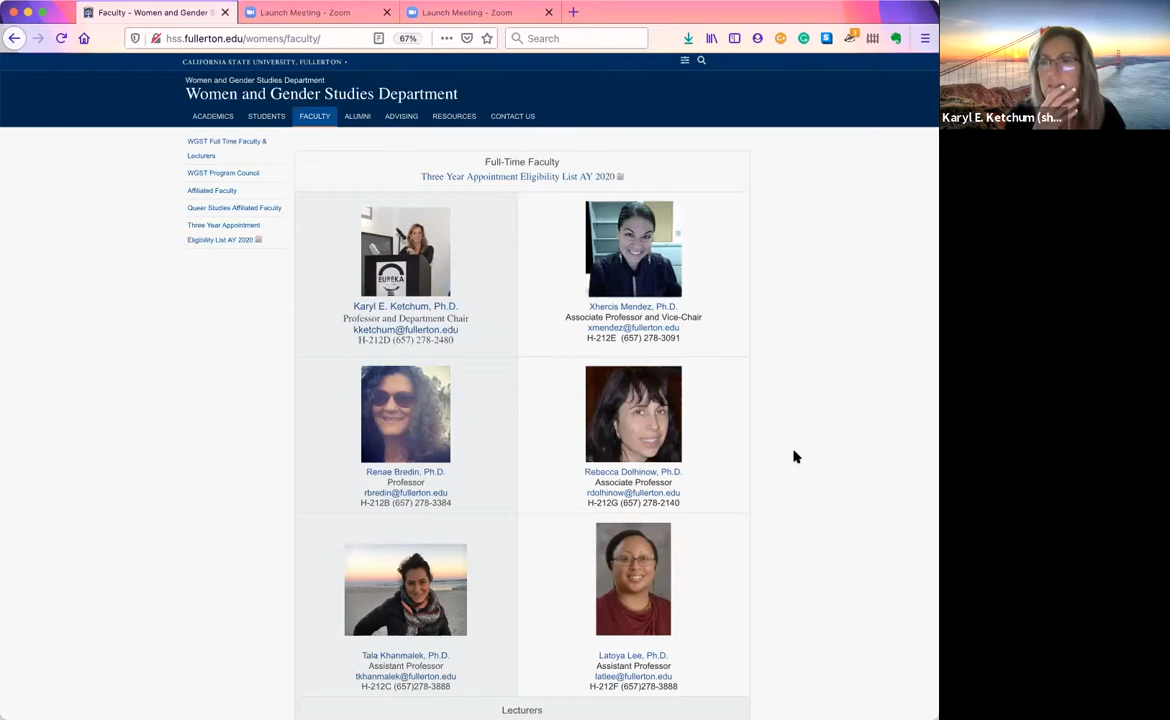 Faculty - Women and Gender S
Launch Meeting - Zoom
Launch Meeting - Zoom
hss.fullerton.edu/womens/faculty/
67%
Search
3
CALIFORNIA STATE UNIVERSITY, FULLERTON
Women and Gender Studies Department
Women and Gender Studies Department
ACADEMICS STUDENTS FACULTY ALUMNI ADVISING RESOURCES CONTACT US
WGST Full Time Faculty &
Lecturers
WGST Program Council
Affiliated Faculty
Queer Studies Affiliated Faculty
Three Year Appointment
Eligibility List AY 2020
Full-Time Faculty
Three Year Appointment Eligibility List AY 2020
EUREKA
Karyl E. Ketchum, Ph.D.
Professor and Department Chair
kketchum@fullerton.edu
H-212D (657) 278-2480
Xhercis Mendez, Ph.D.
Associate Professor and Vice-Chair
xmendez@fullerton.edu
H-212E (657) 278-3091
Renae Bredin, Ph.D.
Professor
rbredin@fullerton.edu
H-212B (657) 278-3384
Rebecca Dolhinow, Ph.D.
Associate Professor
rdolhinow@fullerton.edu
H-212G (657) 278-2140
Tala Khanmalek, Ph.D.
Assistant Professor
tkhanmalek@fullerton.edu
H-212C (657)278-3888
Latoya Lee, Ph.D.
Assistant Professor
latlee@fullerton.edu
H-212F (657)278-3888
Lecturers
Karyl E. Ketchum (sh...